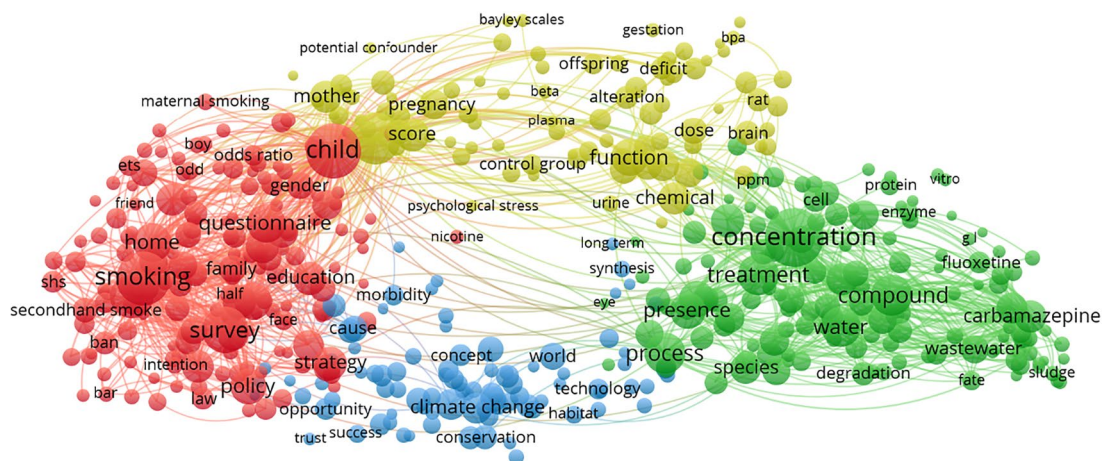 bayley scales
gestation
bpa
potential confounder
offspring
deficit
mother
maternal smoking
pregnancy
beta
alteration
rat
plasma
score
dose
brain
boy
child
ets
odd
odds ratio
control group
function
gender
ppm
protein
vitro
friend
psychological stress
urine
chemical
cell
enzyme
questionnaire
nicotine
home
long term
concentration
g l
shs
smoking
family
education
synthesis
treatment
fluoxetine
half
morbidity
eye
compound
secondhand smoke
face
presence
carbamazepine
survey
cause
water
ban
strategy
concept
world
process
wastewater
intention
species
degradation
fate
sludge
bar
policy
technology
law
opportunity
climate change
habitat
trust
success
conservation